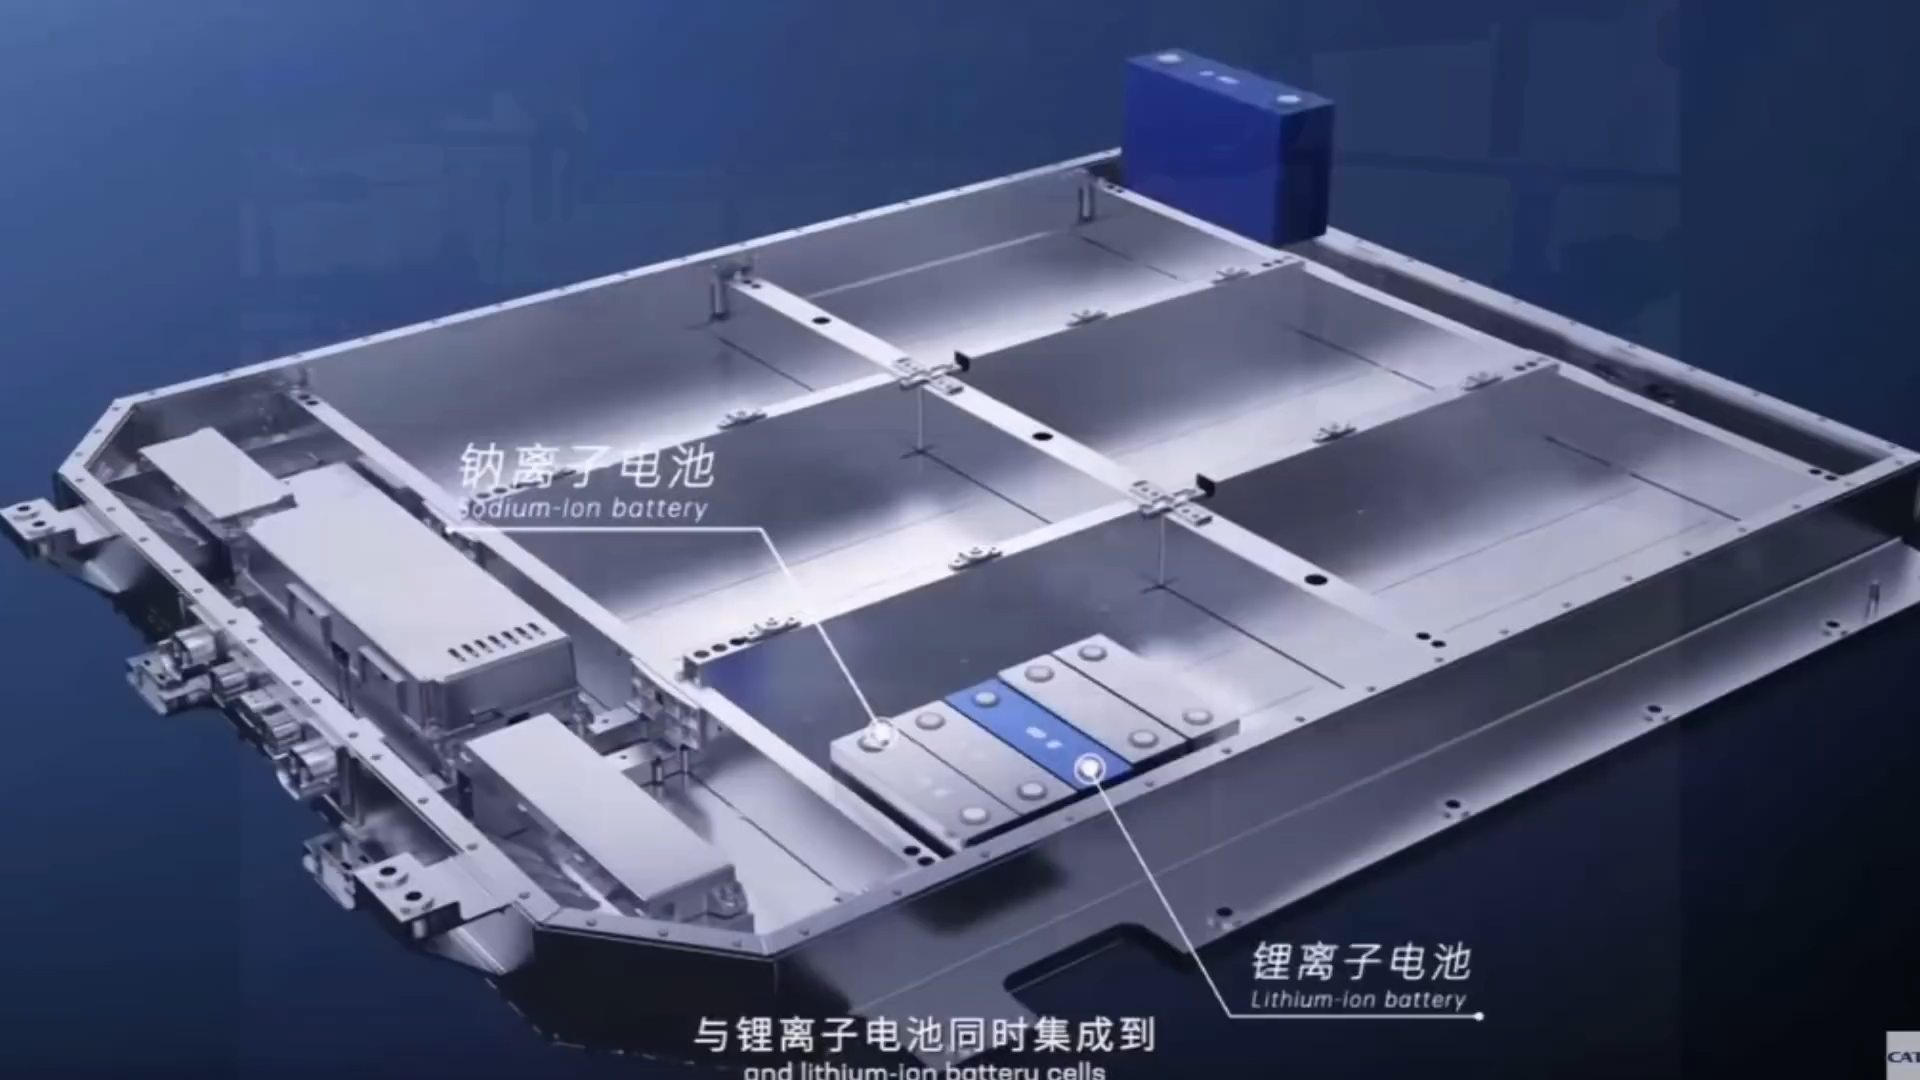 钠离子电池
Sodium-ion battery
锂离子电池
Lithium-ion battery
与锂离子电池同时集成到
and lithium-ion battery cells
CAT